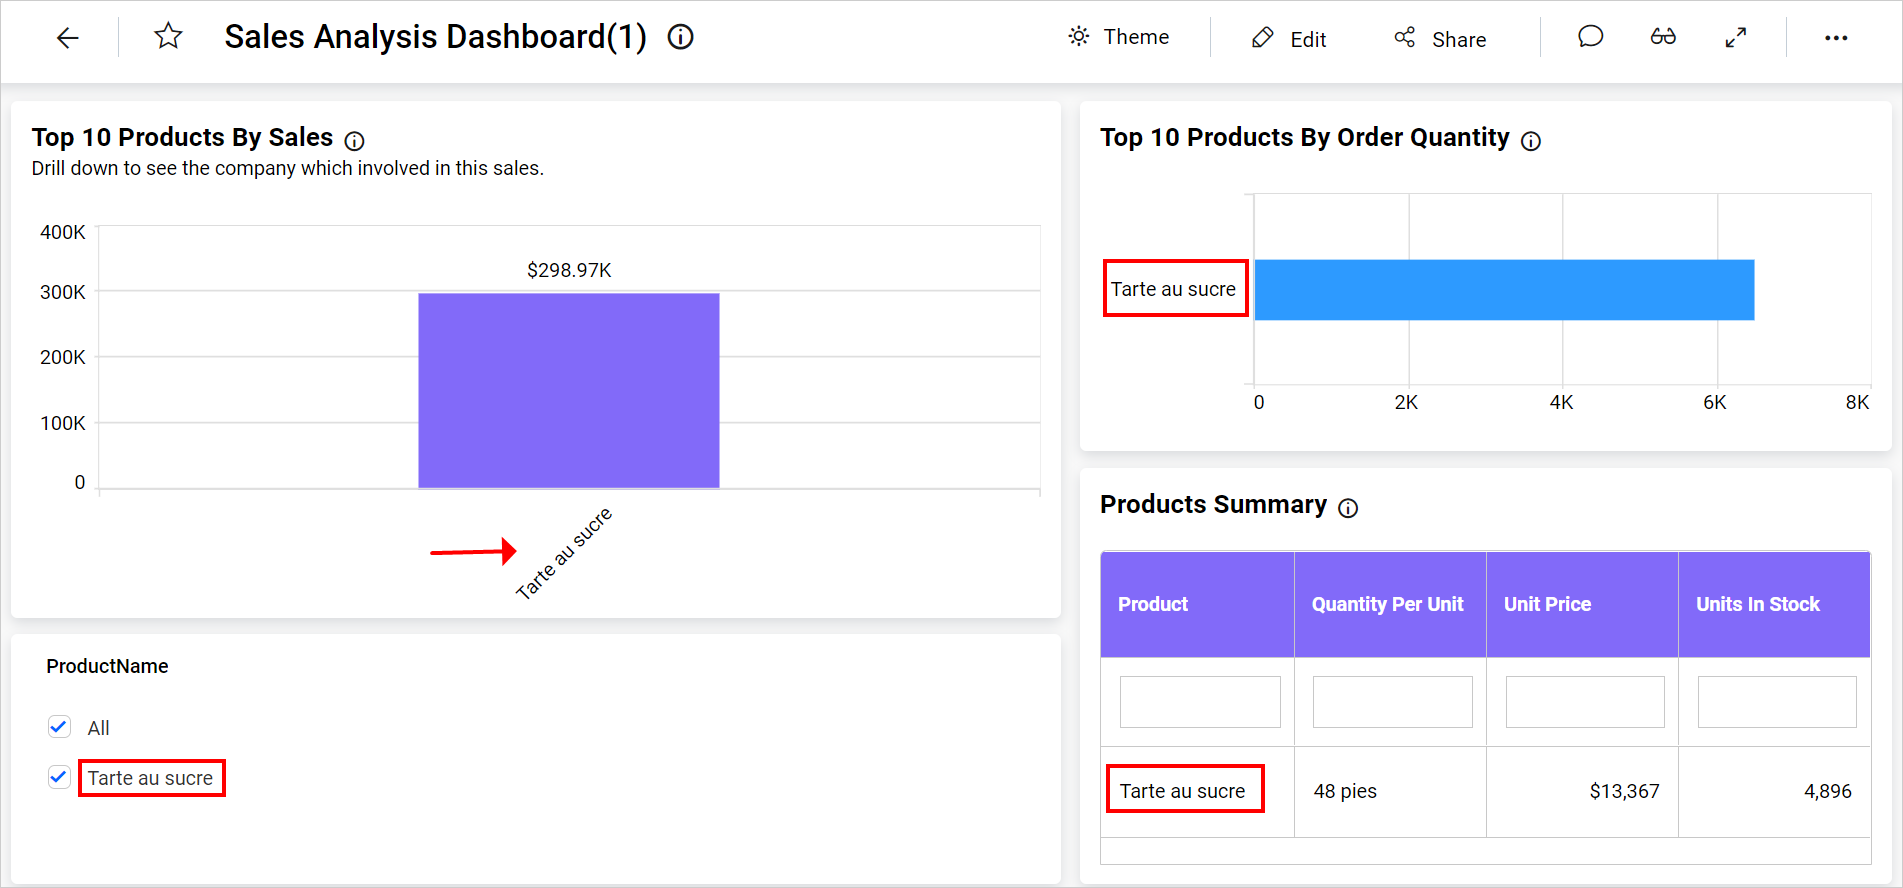 Sales Analysis Dashboard(1)
Theme
Edit
Share
Top 10 Products By Sales
Drill down to see the company which involved in this sales.
400K
300K
200K
100K
0
$298.97K
Tarte au sucre
Top 10 Products By Order Quantity
Tarte au sucre
0 2K 4K 6K 8K
ProductName
All
Tarte au sucre
Products Summary
Product Quantity Per Unit Unit Price Units In Stock
Tarte au sucre 48 pies $13,367 4,896